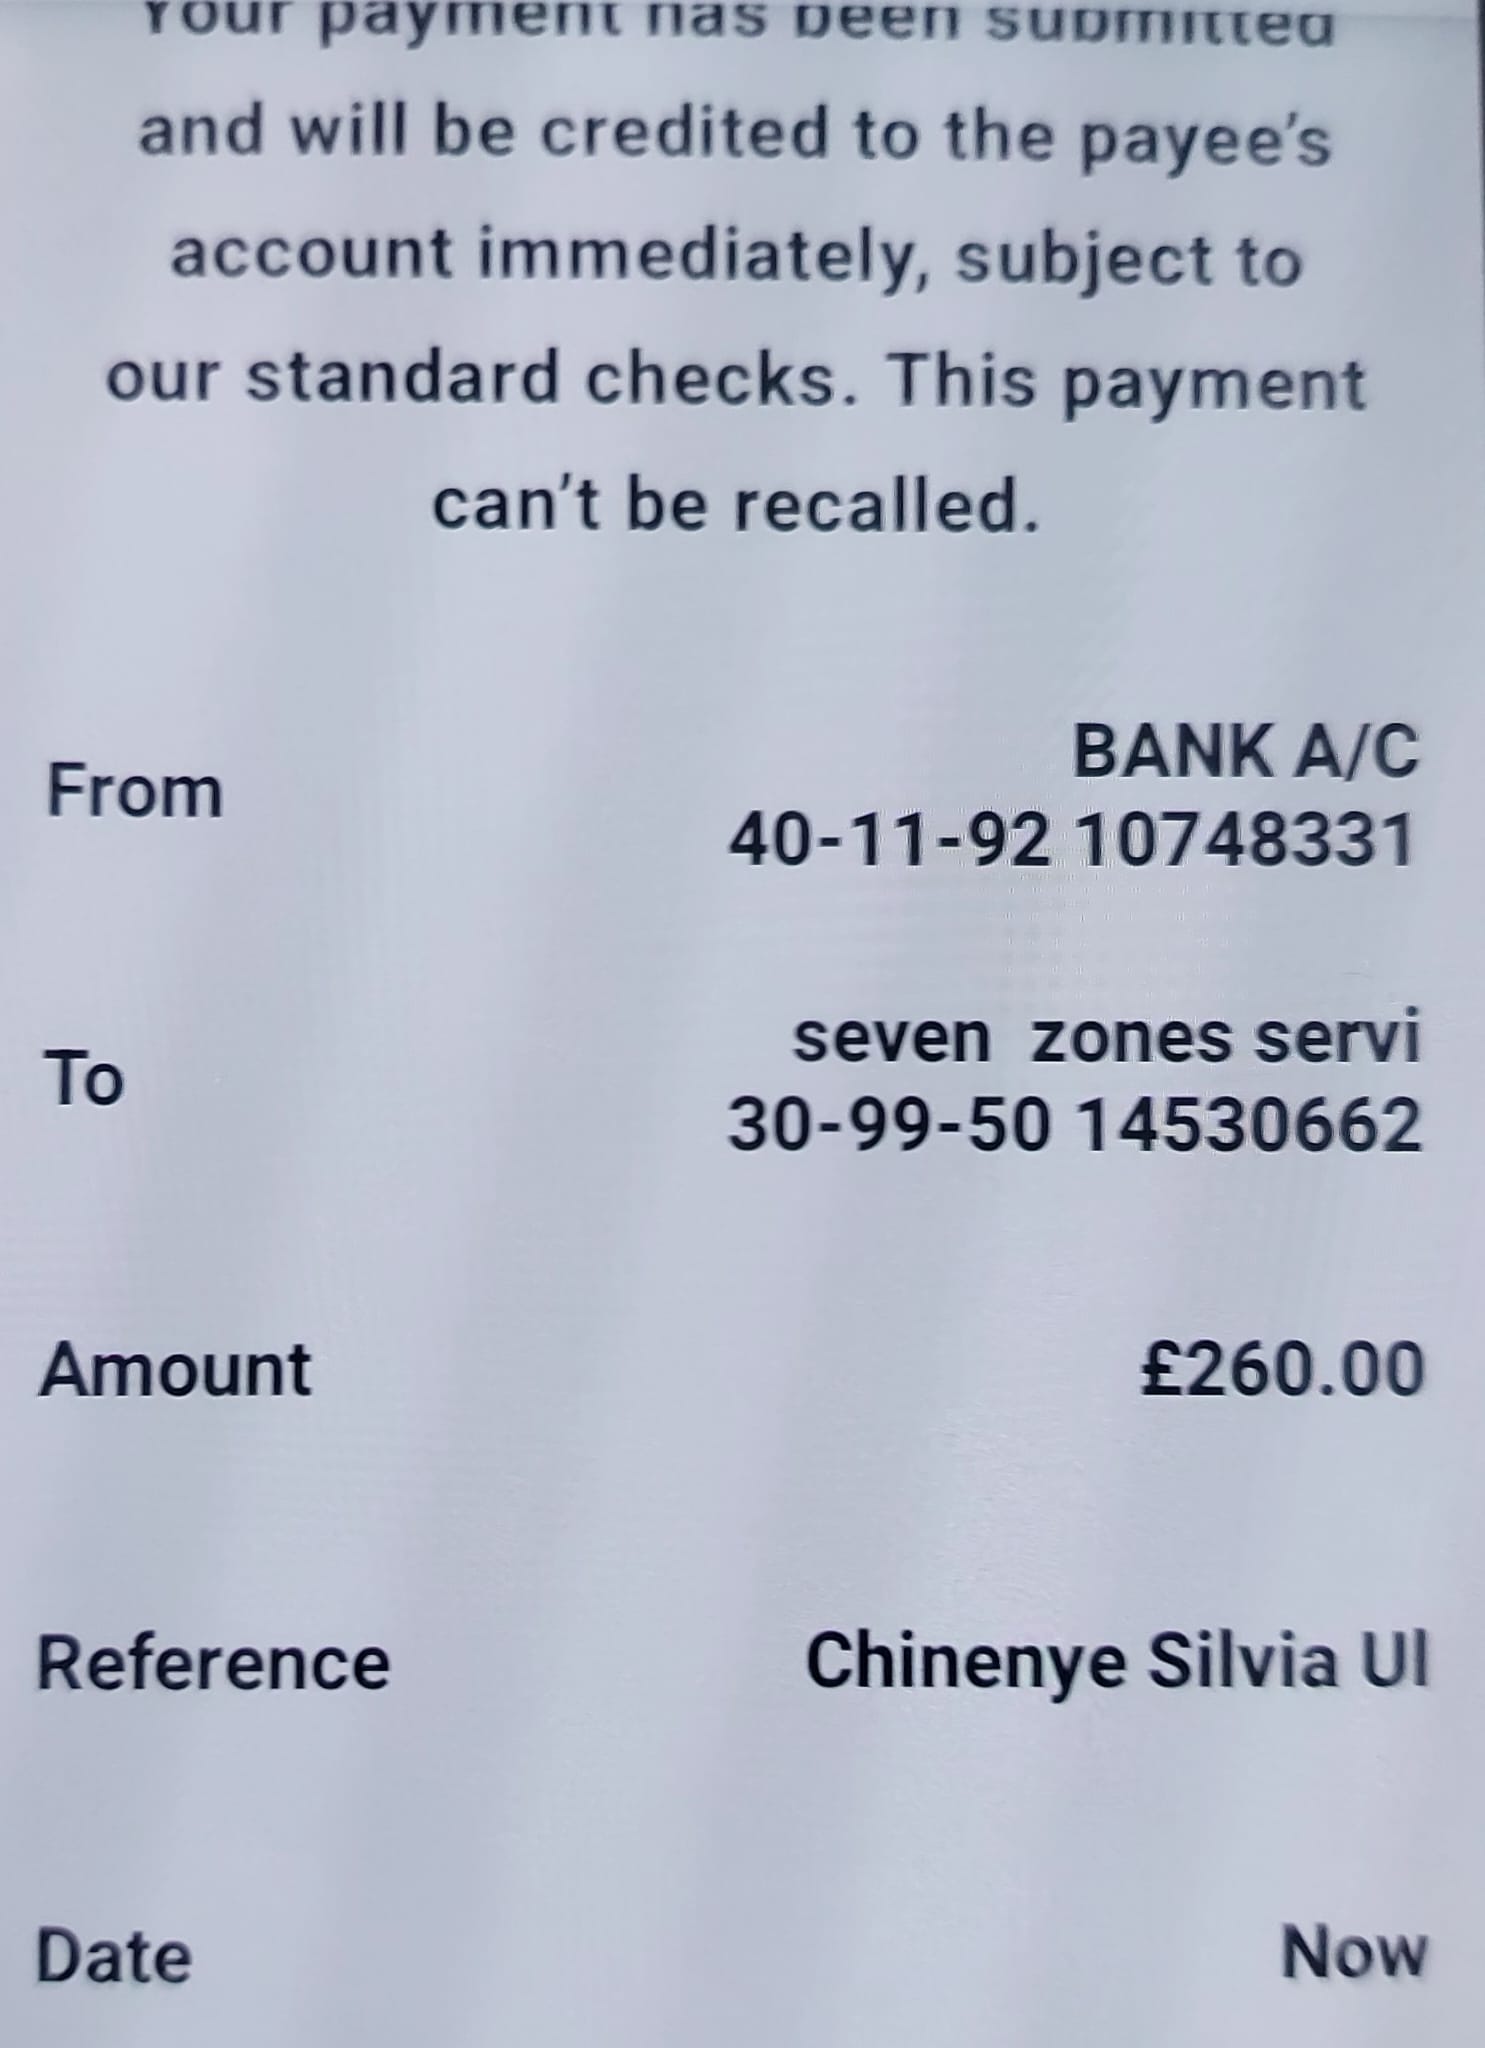 Your payment has been submitted
and will be credited to the payee's
account immediately, subject to
our standard checks. This payment
can't be recalled.
From
BANK A/C
40-11-92 10748331
To
seven  zones servi
30-99-50 14530662
Amount
£260.00
Reference
Chinenye Silvia Ul
Date
Now